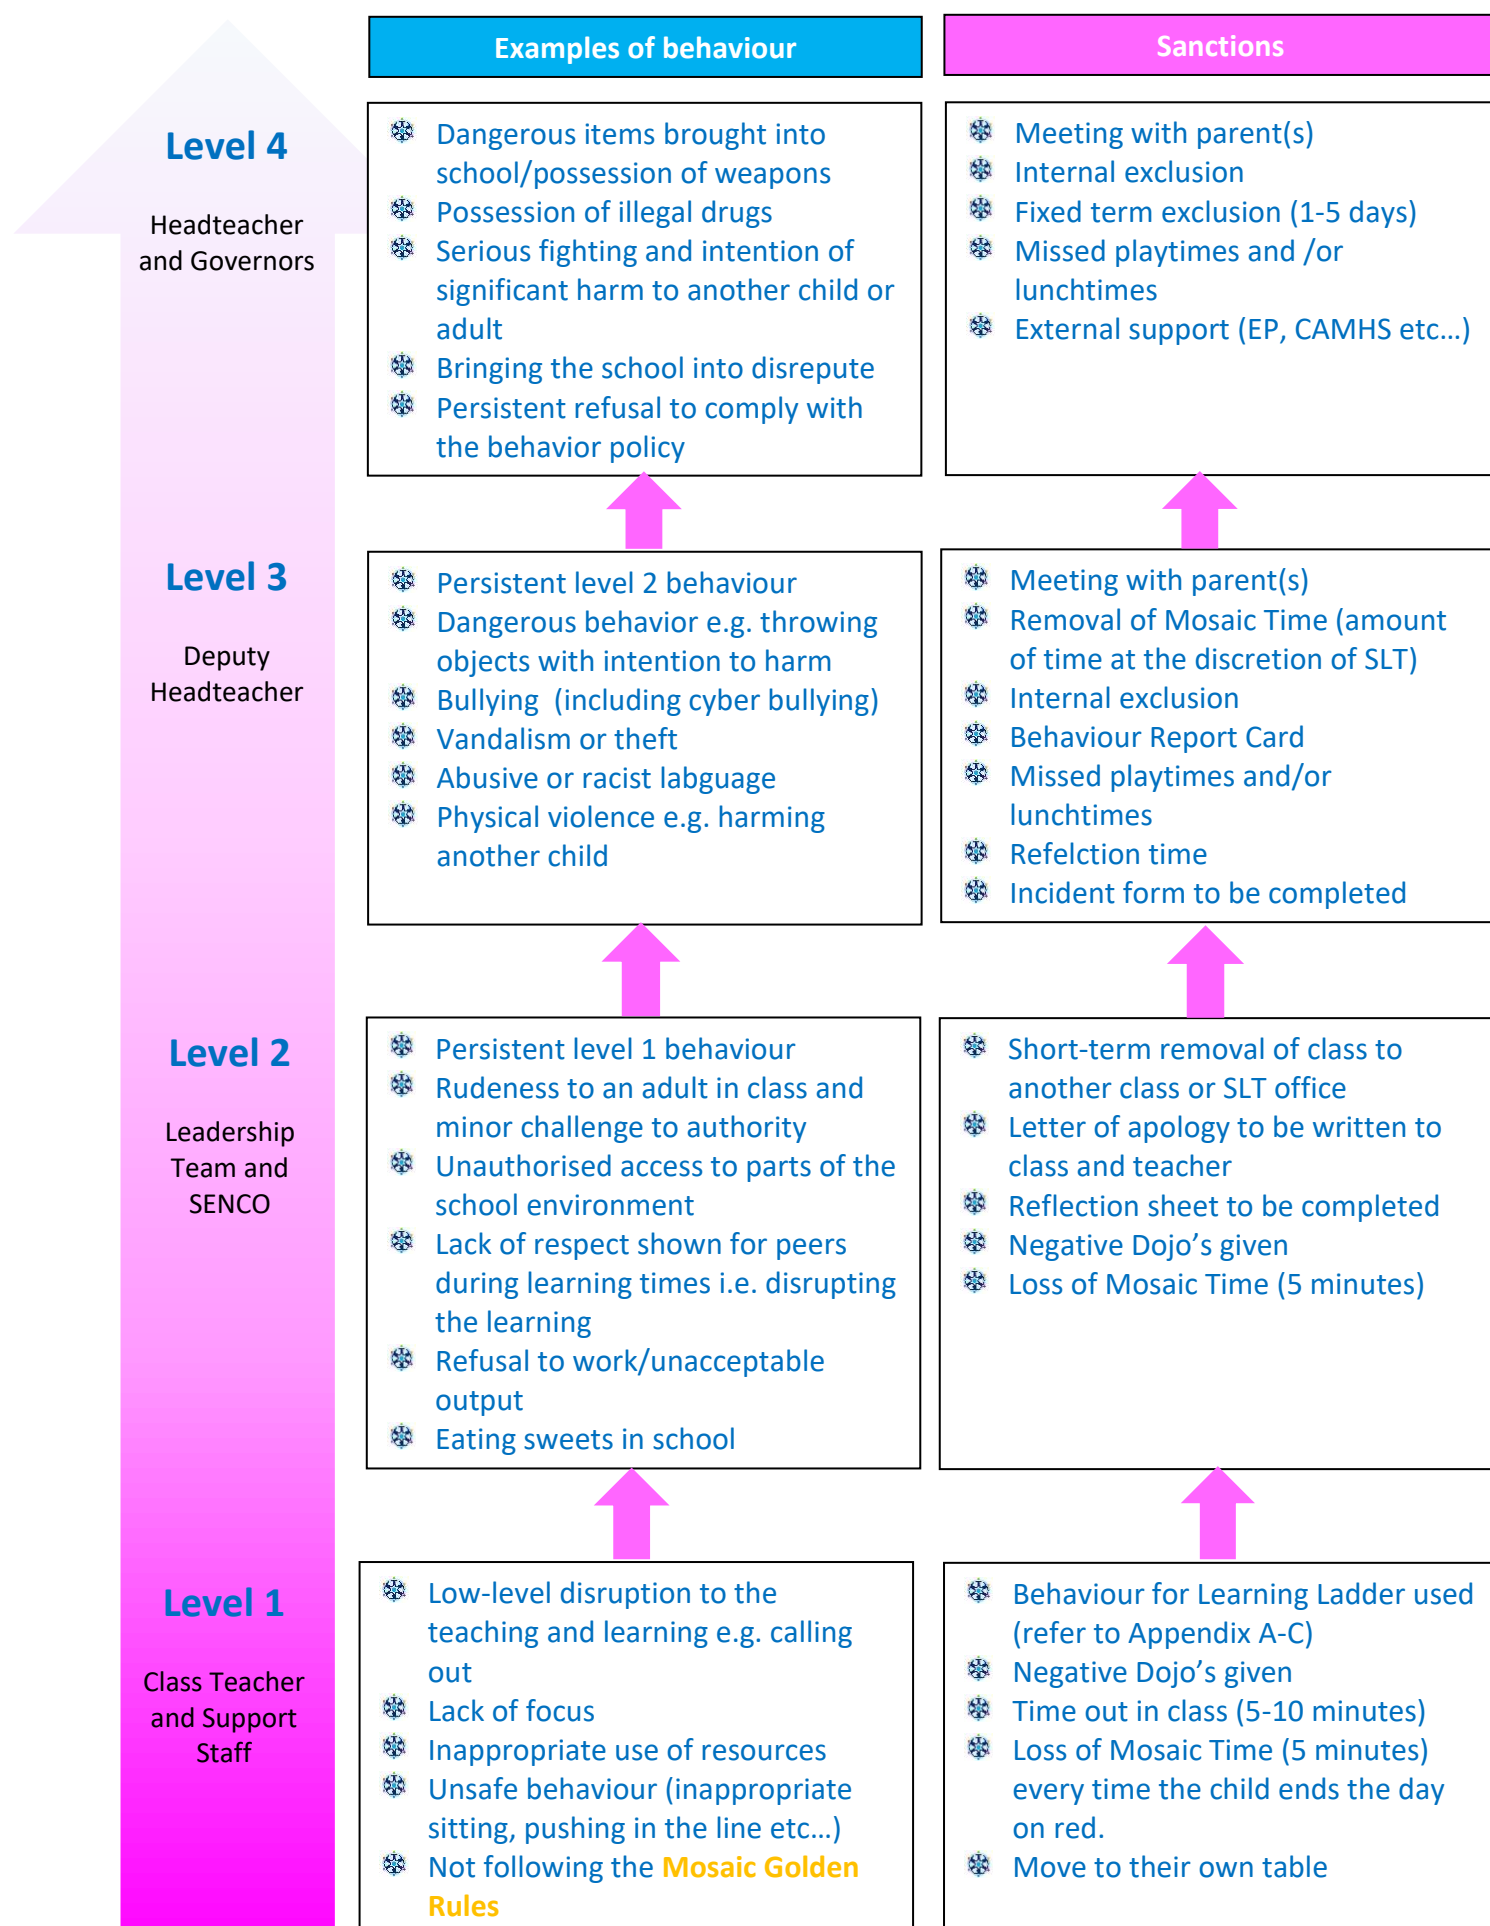 Examples of behaviour
Sanctions
Level 4
Headteacher
and Governors
Dangerous items brought into
school/possession of weapons
Possession of illegal drugs
Serious fighting and intention of
significant harm to another child or
adult
Bringing the school into disrepute
Persistent refusal to comply with
the behavior policy
Meeting with parent(s)
Internal exclusion
Fixed term exclusion (1-5 days)
Missed playtimes and /or
lunchtimes
External support (EP, CAMHS etc…)
Level 3
Deputy
Headteacher
Persistent level 2 behaviour
Dangerous behavior e.g. throwing
objects with intention to harm
Bullying  (including cyber bullying)
Vandalism or theft
Abusive or racist labguage
Physical violence e.g. harming
another child
Meeting with parent(s)
Removal of Mosaic Time (amount
of time at the discretion of SLT)
Internal exclusion
Behaviour Report Card
Missed playtimes and/or
lunchtimes
Refelction time
Incident form to be completed
Level 2
Leadership
Team and
SENCO
Persistent level 1 behaviour
Rudeness to an adult in class and
minor challenge to authority
Unauthorised access to parts of the
school environment
Lack of respect shown for peers
during learning times i.e. disrupting
the learning
Refusal to work/unacceptable
output
Eating sweets in school
Short-term removal of class to
another class or SLT office
Letter of apology to be written to
class and teacher
Reflection sheet to be completed
Negative Dojo’s given
Loss of Mosaic Time (5 minutes)
Level 1
Class Teacher
and Support
Staff
Low-level disruption to the
teaching and learning e.g. calling
out
Lack of focus
Inappropriate use of resources
Unsafe behaviour (inappropriate
sitting, pushing in the line etc…)
Not following the Mosaic Golden
Rules
Behaviour for Learning Ladder used
(refer to Appendix A-C)
Negative Dojo’s given
Time out in class (5-10 minutes)
Loss of Mosaic Time (5 minutes)
every time the child ends the day
on red.
Move to their own table